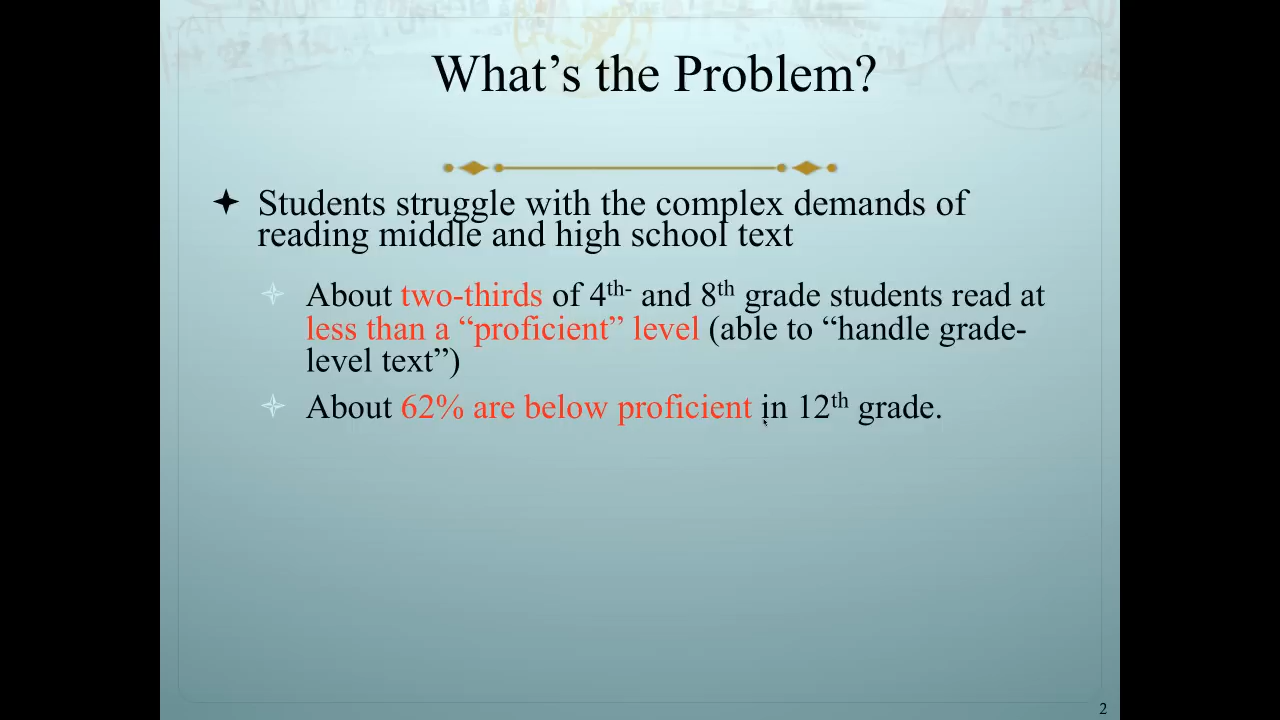 What’s the Problem?
Students struggle with the complex demands of
reading middle and high school text
About two-thirds of 4th- and 8th grade students read at
less than a “proficient” level (able to “handle grade-
level text”)
About 62% are below proficient in 12th grade.
2